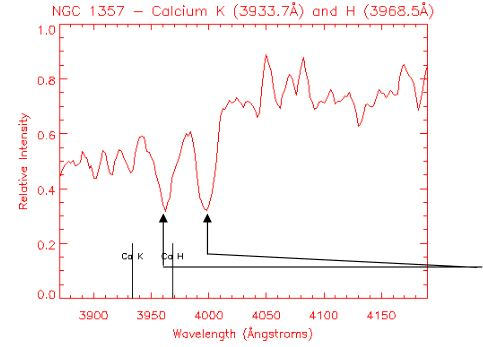 NGC 1357 – Calcium K (3933.7Å) and H (3968.5Å)
1.0
0.8
0.6
0.4
0.2
0.0
Relative Intensity
Ca K
Ca H
3900
3950
4000
4050
4100
4150
Wavelength (Ångstroms)